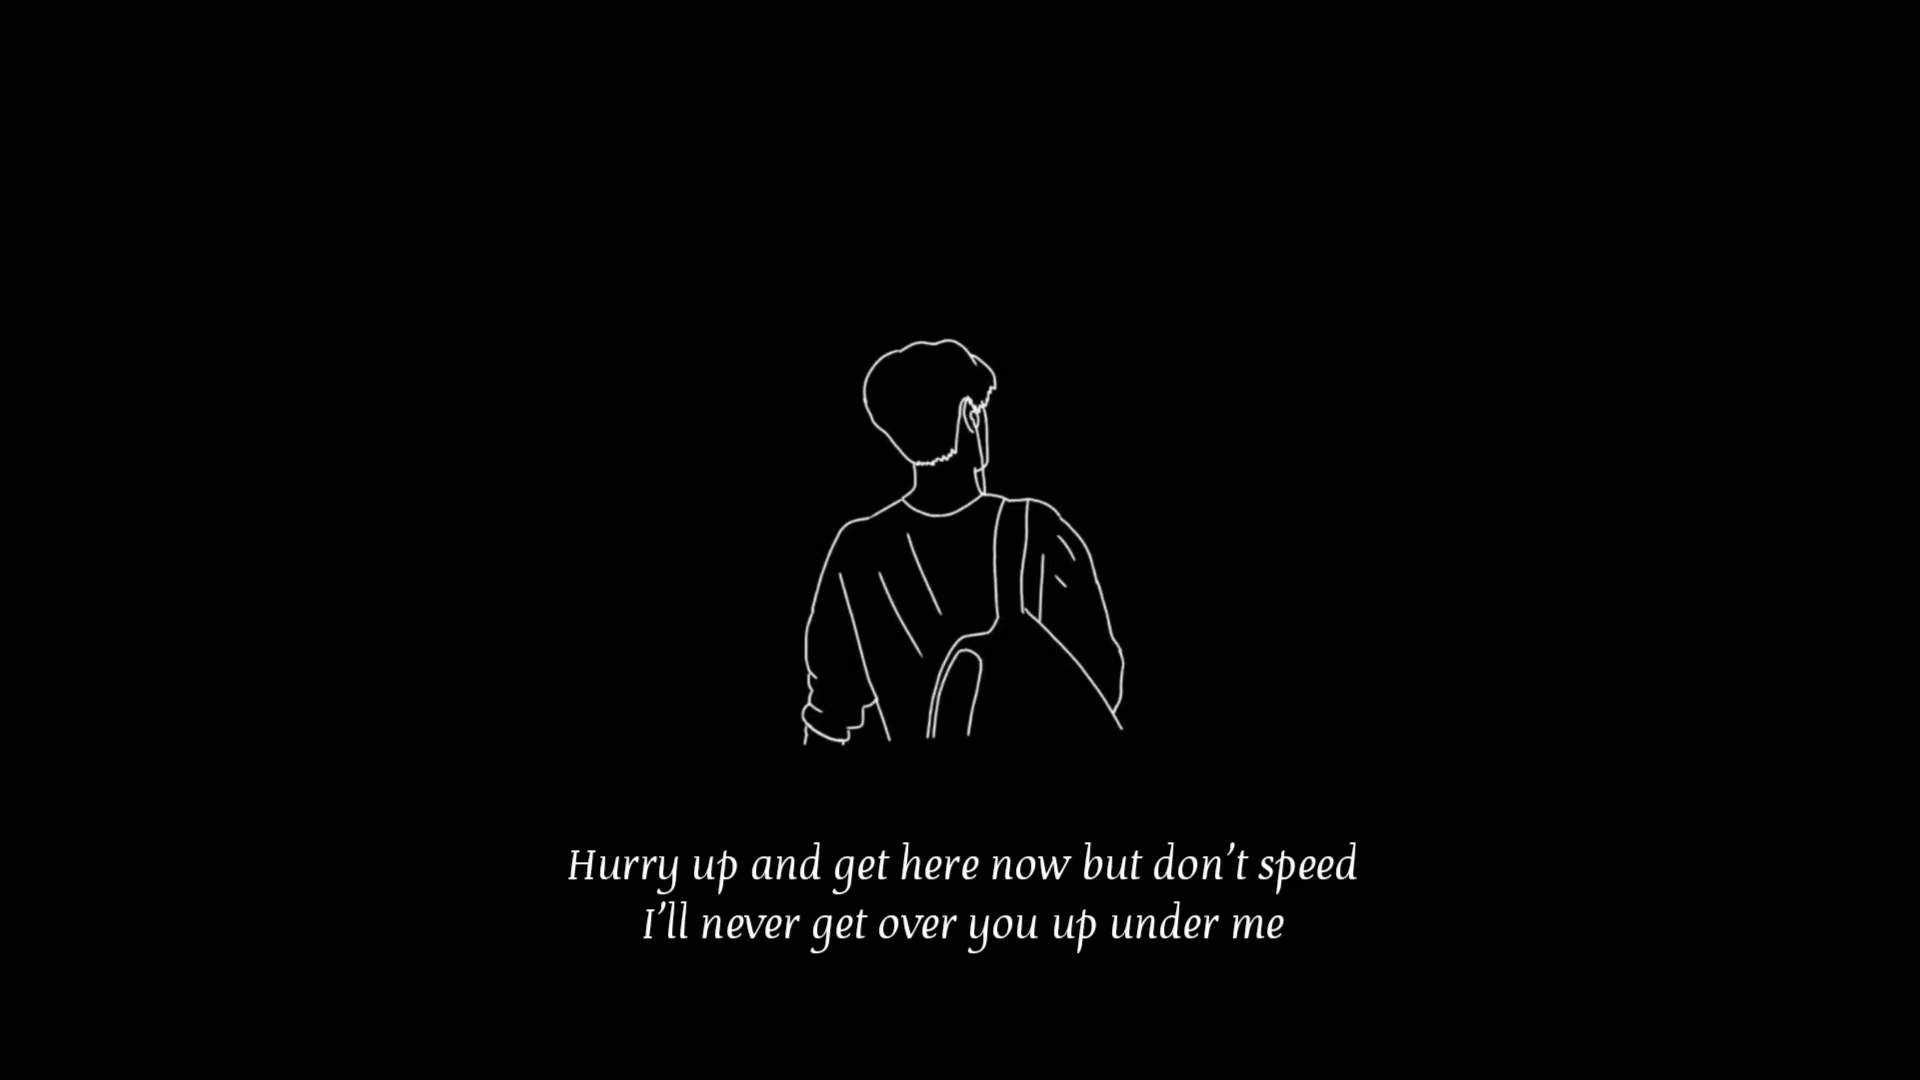 Hurry up and get here now but don’t speed
I’ll never get over you up under me